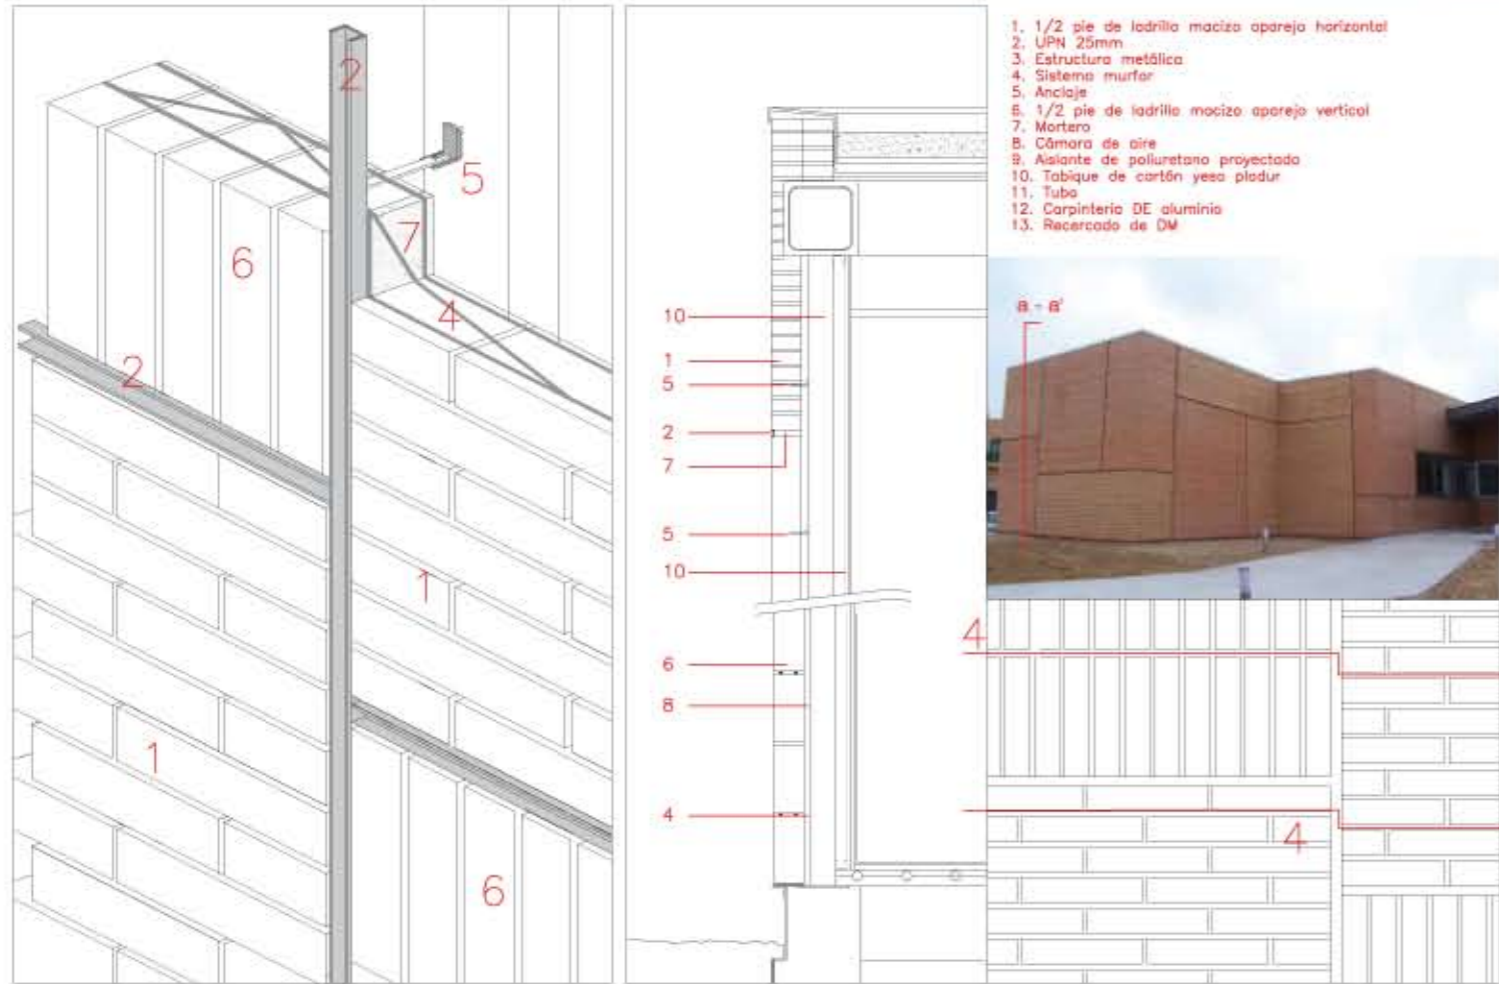 1. 1/2 pie de ladrillo macizo aparejo horizontal
2. UPN 25mm
3. Estructura metálica
4. Sistema murfor
5. Anclaje
6. 1/2 pie de ladrillo macizo aparejo vertical
7. Mortero
8. Cámara de aire
9. Aislante de poliuretano proyectado
10. Tabique de cartón yeso pladur
11. Tubo
12. Carpinteria DE aluminio
13. Recercado de DM
2
5
7
6
4
2
1
1
6
10
1
5
2
7
5
10
6
8
4
a - a'
4
4